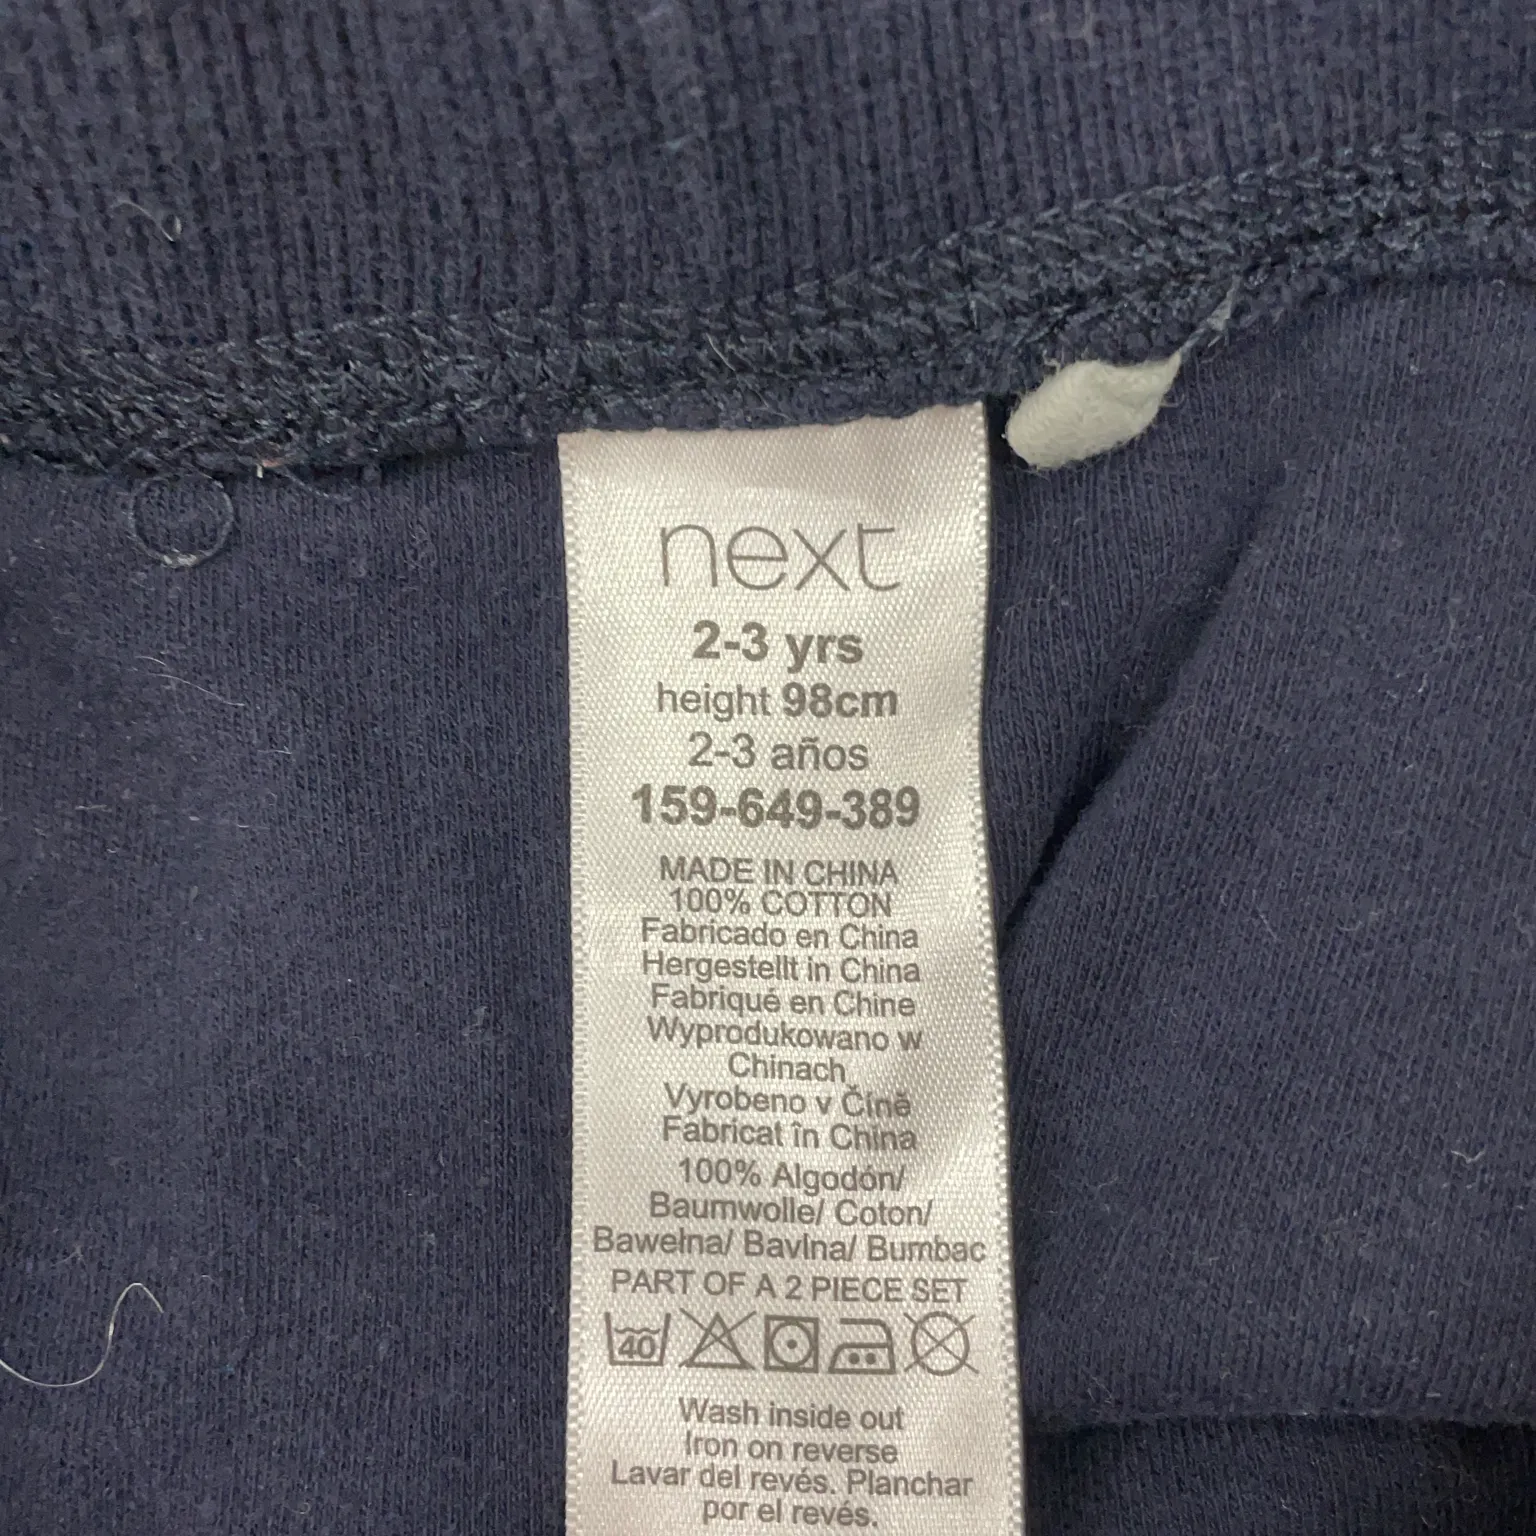 next
2-3 yrs
height 98cm
2-3 años
159-649-389
MADE IN CHINA
100% COTTON
Fabricado en China
Hergestellt in China
Fabriqué en Chine
Wyprodukowano w
Chinach
Vyrobeno v Číně
Fabricat în China
100% Algodón/
Baumwolle/ Coton/
Bawełna/ Bavlna/ Bumbac
PART OF A 2 PIECE SET
40
Wash inside out
Iron on reverse
Lavar del revés. Planchar
por el revés.